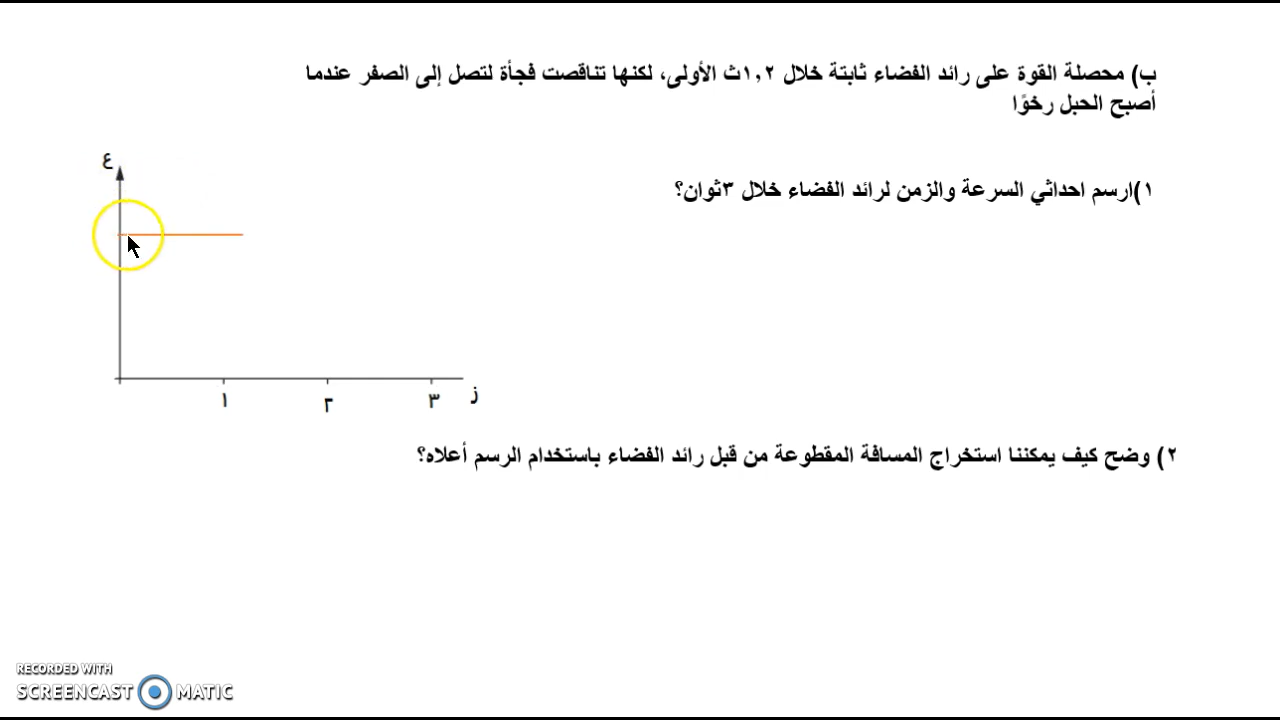 ب) محصلة القوة على رائد الفضاء ثابتة خلال ١,٢ث الأولى، لكنها تناقصت فجأة لتصل إلى الصفر عندما
أصبح الحبل رخوًا
ع
١)ارسم احداثي السرعة والزمن لرائد الفضاء خلال ٣ثوان؟
١ ٢ ٣ ز
٢) وضح كيف يمكننا استخراج المسافة المقطوعة من قبل رائد الفضاء باستخدام الرسم أعلاه؟
RECORDED WITH
SCREENCAST MATIC